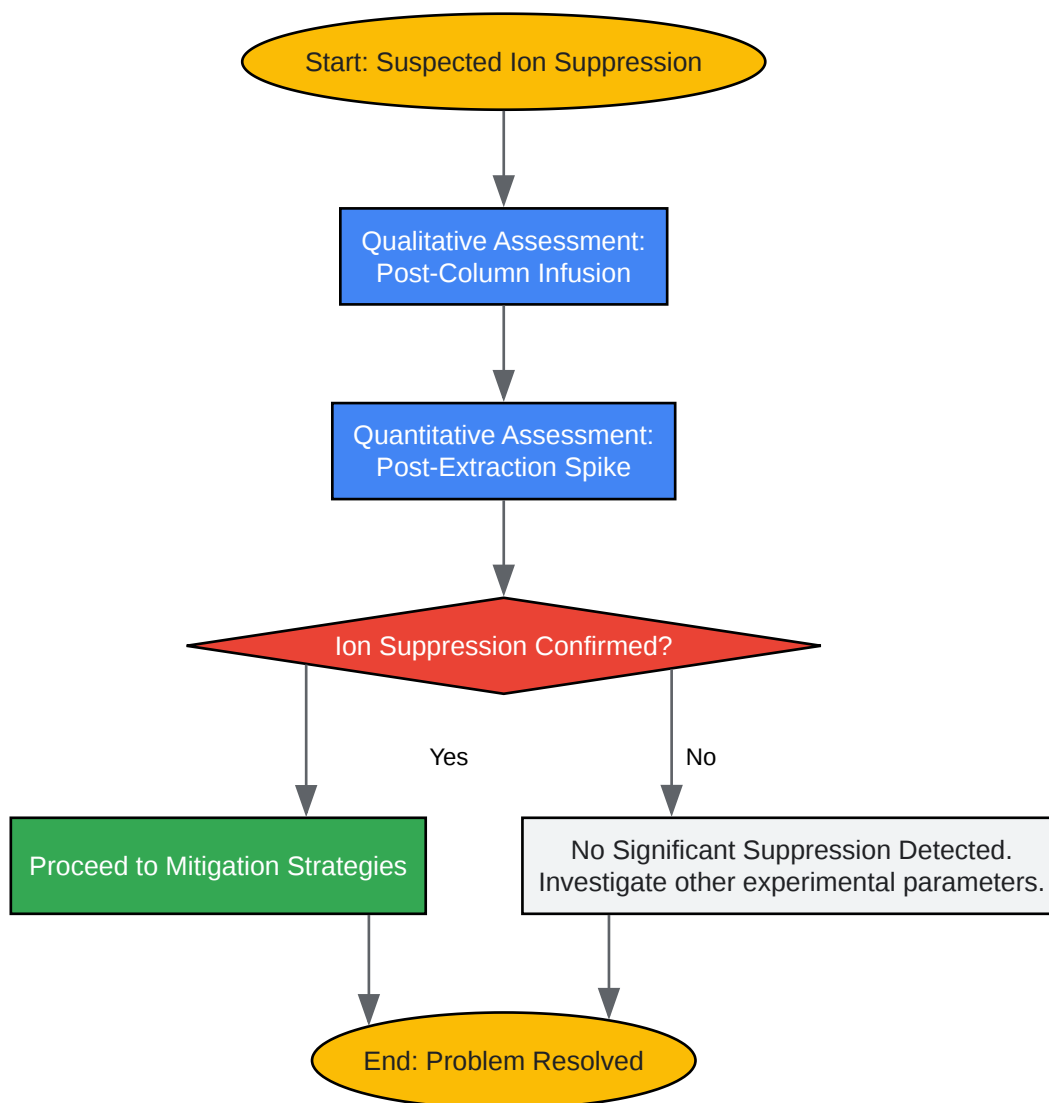 Start: Suspected Ion Suppression
Qualitative Assessment:
Post-Column Infusion
Quantitative Assessment:
Post-Extraction Spike
Ion Suppression Confirmed?
Yes
No
Proceed to Mitigation Strategies
No Significant Suppression Detected.
Investigate other experimental parameters.
End: Problem Resolved